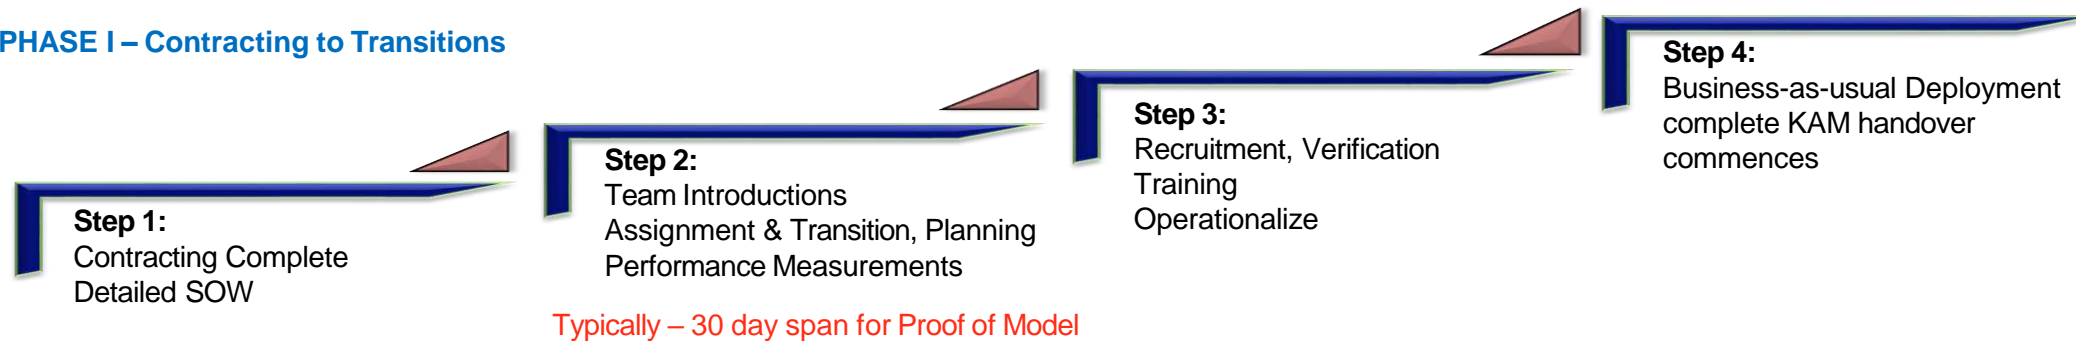 PHASE I – Contracting to Transitions
Step 1:
Contracting Complete
Detailed SOW
Step 2:
Team Introductions
Assignment & Transition, Planning
Performance Measurements
Typically – 30 day span for Proof of Model
Step 3:
Recruitment, Verification
Training
Operationalize
Step 4:
Business-as-usual Deployment
complete KAM handover
commences